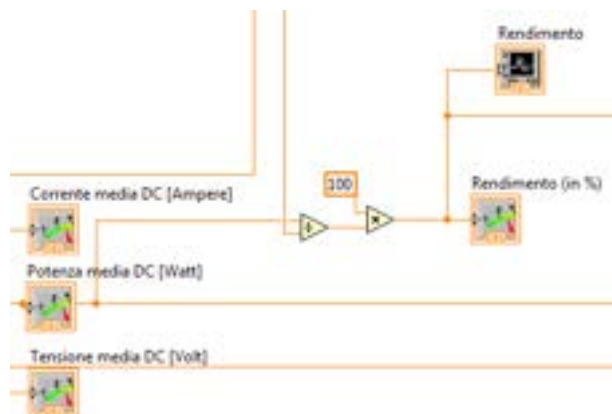 Rendimento
100
Rendimento (in %)
Corrente media DC [Ampere]
Potenza media DC [Watt]
Tensione media DC [Volt]